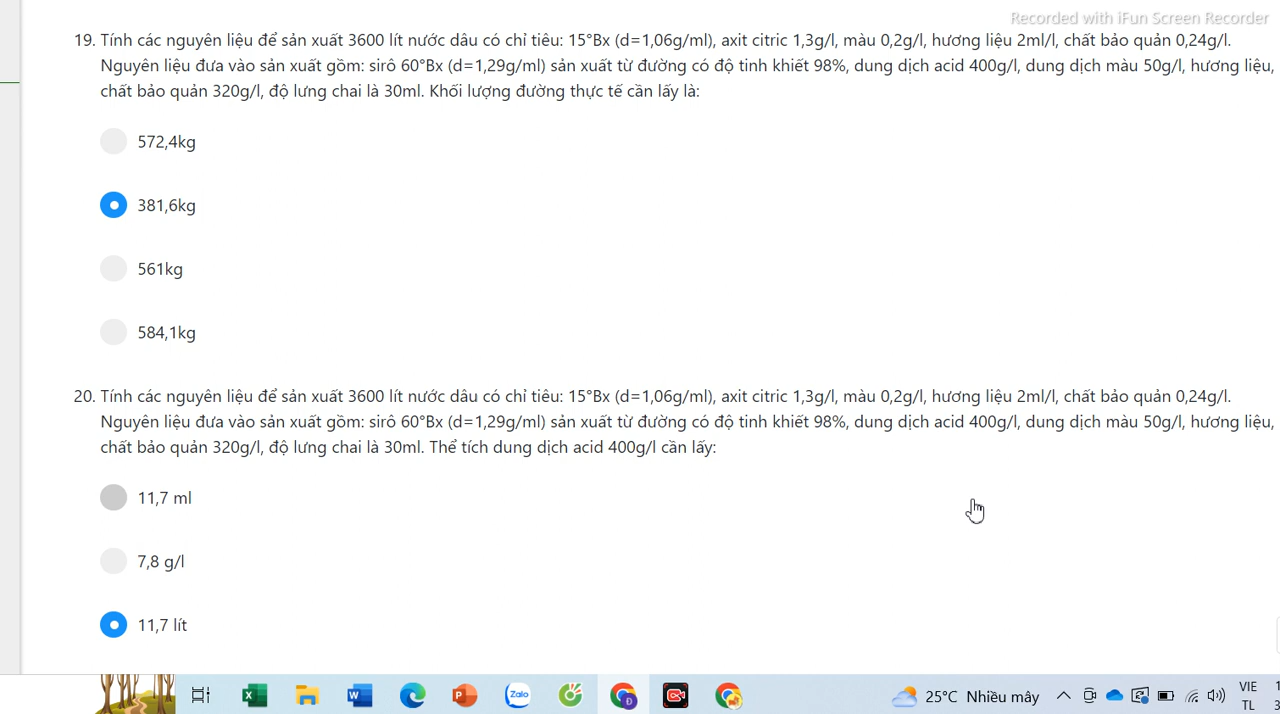 Recorded with iFun Screen Recorder
19. Tính các nguyên liệu để sản xuất 3600 lít nước dâu có chỉ tiêu: 15°Bx (d=1,06g/ml), axit citric 1,3g/l, màu 0,2g/l, hương liệu 2ml/l, chất bảo quản 0,24g/l.
Nguyên liệu đưa vào sản xuất gồm: sirô 60°Bx (d=1,29g/ml) sản xuất từ đường có độ tinh khiết 98%, dung dịch acid 400g/l, dung dịch màu 50g/l, hương liệu,
chất bảo quản 320g/l, độ lưng chai là 30ml. Khối lượng đường thực tế cần lấy là:
572,4kg
381,6kg
561kg
584,1kg
20. Tính các nguyên liệu để sản xuất 3600 lít nước dâu có chỉ tiêu: 15°Bx (d=1,06g/ml), axit citric 1,3g/l, màu 0,2g/l, hương liệu 2ml/l, chất bảo quản 0,24g/l.
Nguyên liệu đưa vào sản xuất gồm: sirô 60°Bx (d=1,29g/ml) sản xuất từ đường có độ tinh khiết 98%, dung dịch acid 400g/l, dung dịch màu 50g/l, hương liệu,
chất bảo quản 320g/l, độ lưng chai là 30ml. Thể tích dung dịch acid 400g/l cần lấy:
11,7 ml
7,8 g/l
11,7 lít
Zalo
25°C Nhiều mây
VIE
TL